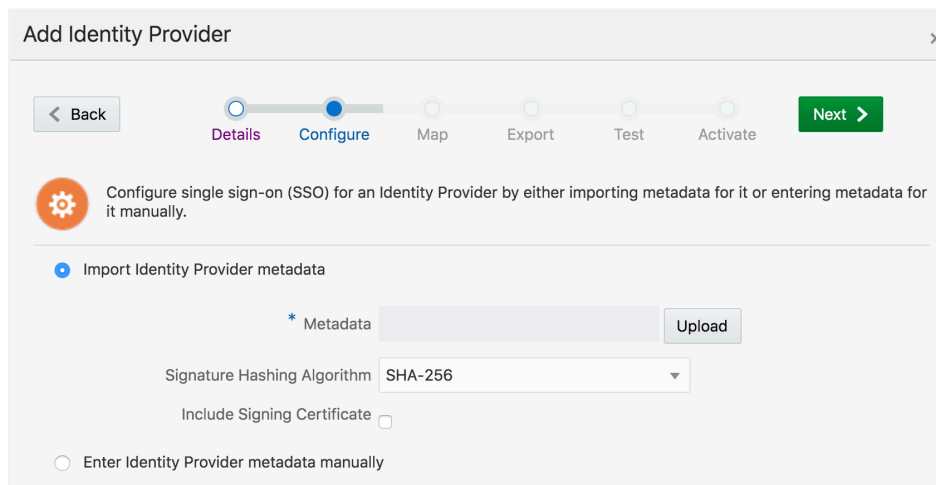 Add Identity Provider
Back
Details
Configure
Map
Export
Test
Activate
Next
Configure single sign-on (SSO) for an Identity Provider by either importing metadata for it or entering metadata for
it manually.
Import Identity Provider metadata
* Metadata
Upload
Signature Hashing Algorithm SHA-256
Include Signing Certificate
Enter Identity Provider metadata manually